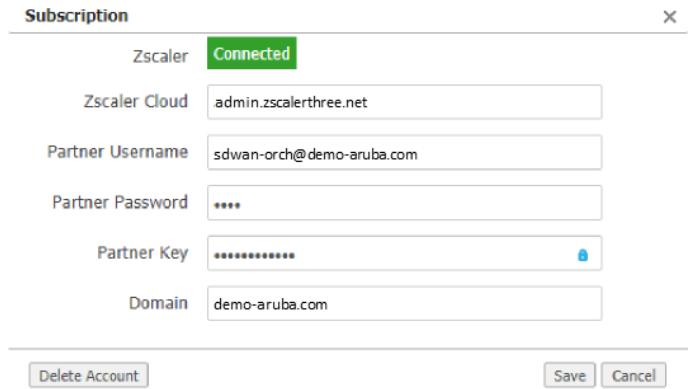 Subscription
Zscaler Connected
Zscaler Cloud admin.zscalerthree.net
Partner Username sdwan-orch@demo-aruba.com
Partner Password ••••
Partner Key ••••••••••••
Domain demo-aruba.com
Delete Account Save Cancel